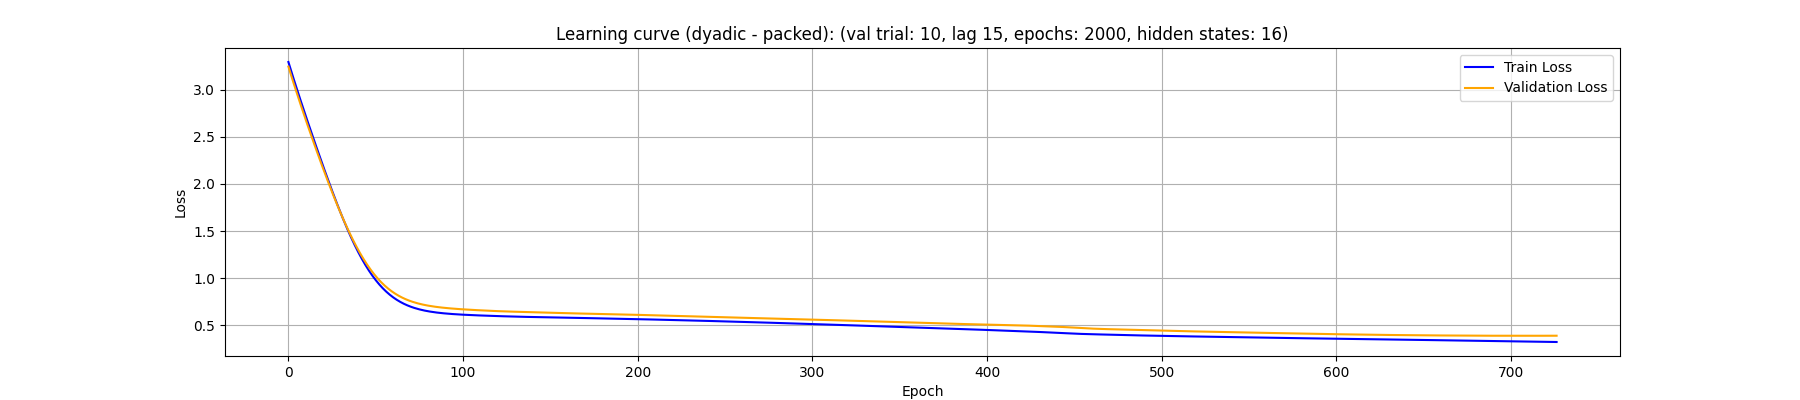 Learning curve (dyadic - packed): (val trial: 10, lag 15, epochs: 2000, hidden states: 16)
Train Loss
Validation Loss
3.0
2.5
2.0
1.5
1.0
0.5
Loss
0 100 200 300 400 500 600 700
Epoch